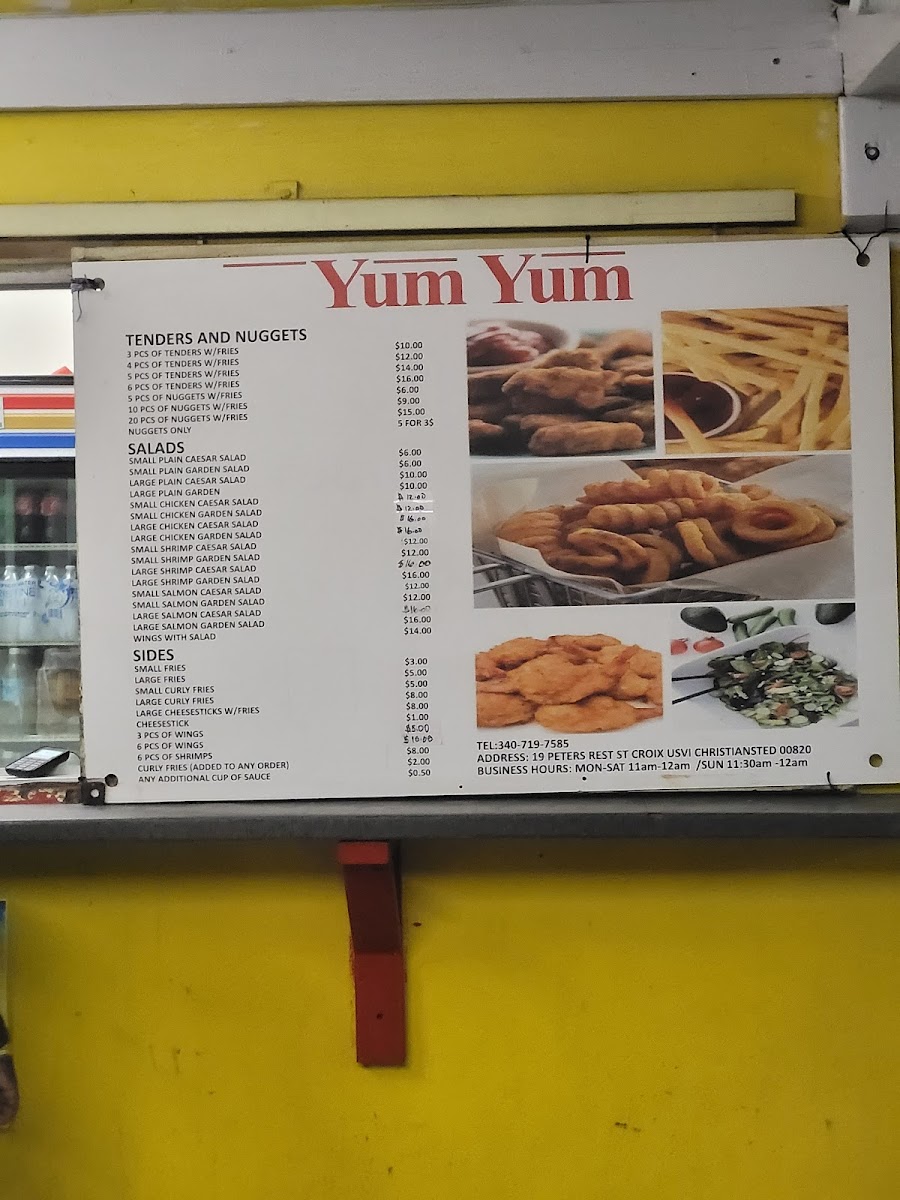 Yum Yum
TENDERS AND NUGGETS
3 PCS OF TENDERS W/FRIES $10.00
4 PCS OF TENDERS W/FRIES $12.00
5 PCS OF TENDERS W/FRIES $14.00
6 PCS OF TENDERS W/FRIES $16.00
5 PCS OF NUGGETS W/FRIES $6.00
10 PCS OF NUGGETS W/FRIES $9.00
20 PCS OF NUGGETS W/FRIES $15.00
NUGGETS ONLY 5 FOR 3$
SALADS
SMALL PLAIN CAESAR SALAD $6.00
SMALL PLAIN GARDEN SALAD $6.00
LARGE PLAIN CAESAR SALAD $10.00
LARGE PLAIN GARDEN $10.00
SMALL CHICKEN CAESAR SALAD $12.00
SMALL CHICKEN GARDEN SALAD $12.00
LARGE CHICKEN CAESAR SALAD $16.00
LARGE CHICKEN GARDEN SALAD $16.00
SMALL SHRIMP CAESAR SALAD $12.00
SMALL SHRIMP GARDEN SALAD $12.00
LARGE SHRIMP CAESAR SALAD $16.00
LARGE SHRIMP GARDEN SALAD $16.00
SMALL SALMON CAESAR SALAD $12.00
SMALL SALMON GARDEN SALAD $12.00
LARGE SALMON CAESAR SALAD $16.00
LARGE SALMON GARDEN SALAD $16.00
WINGS WITH SALAD $14.00
SIDES
SMALL FRIES $3.00
LARGE FRIES $5.00
SMALL CURLY FRIES $5.00
LARGE CURLY FRIES $8.00
LARGE CHEESESTICKS W/FRIES $8.00
CHEESESTICK $1.00
3 PCS OF WINGS $5.00
6 PCS OF WINGS $10.00
6 PCS OF SHRIMPS $8.00
CURLY FRIES (ADDED TO ANY ORDER) $2.00
ANY ADDITIONAL CUP OF SAUCE $0.50
TEL:340-719-7585
ADDRESS: 19 PETERS REST ST CROIX USVI CHRISTIANSTED 00820
BUSINESS HOURS: MON-SAT 11am-12am /SUN 11:30am -12am